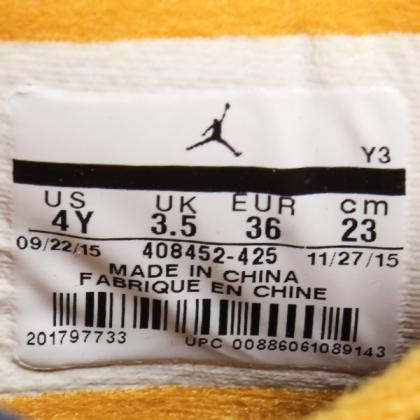 Y3
US UK EUR cm
4Y 3.5 36 23
09/22/15 408452-425 11/27/15
MADE IN CHINA
FABRIQUE EN CHINE
201797733 UPC 00886061089143